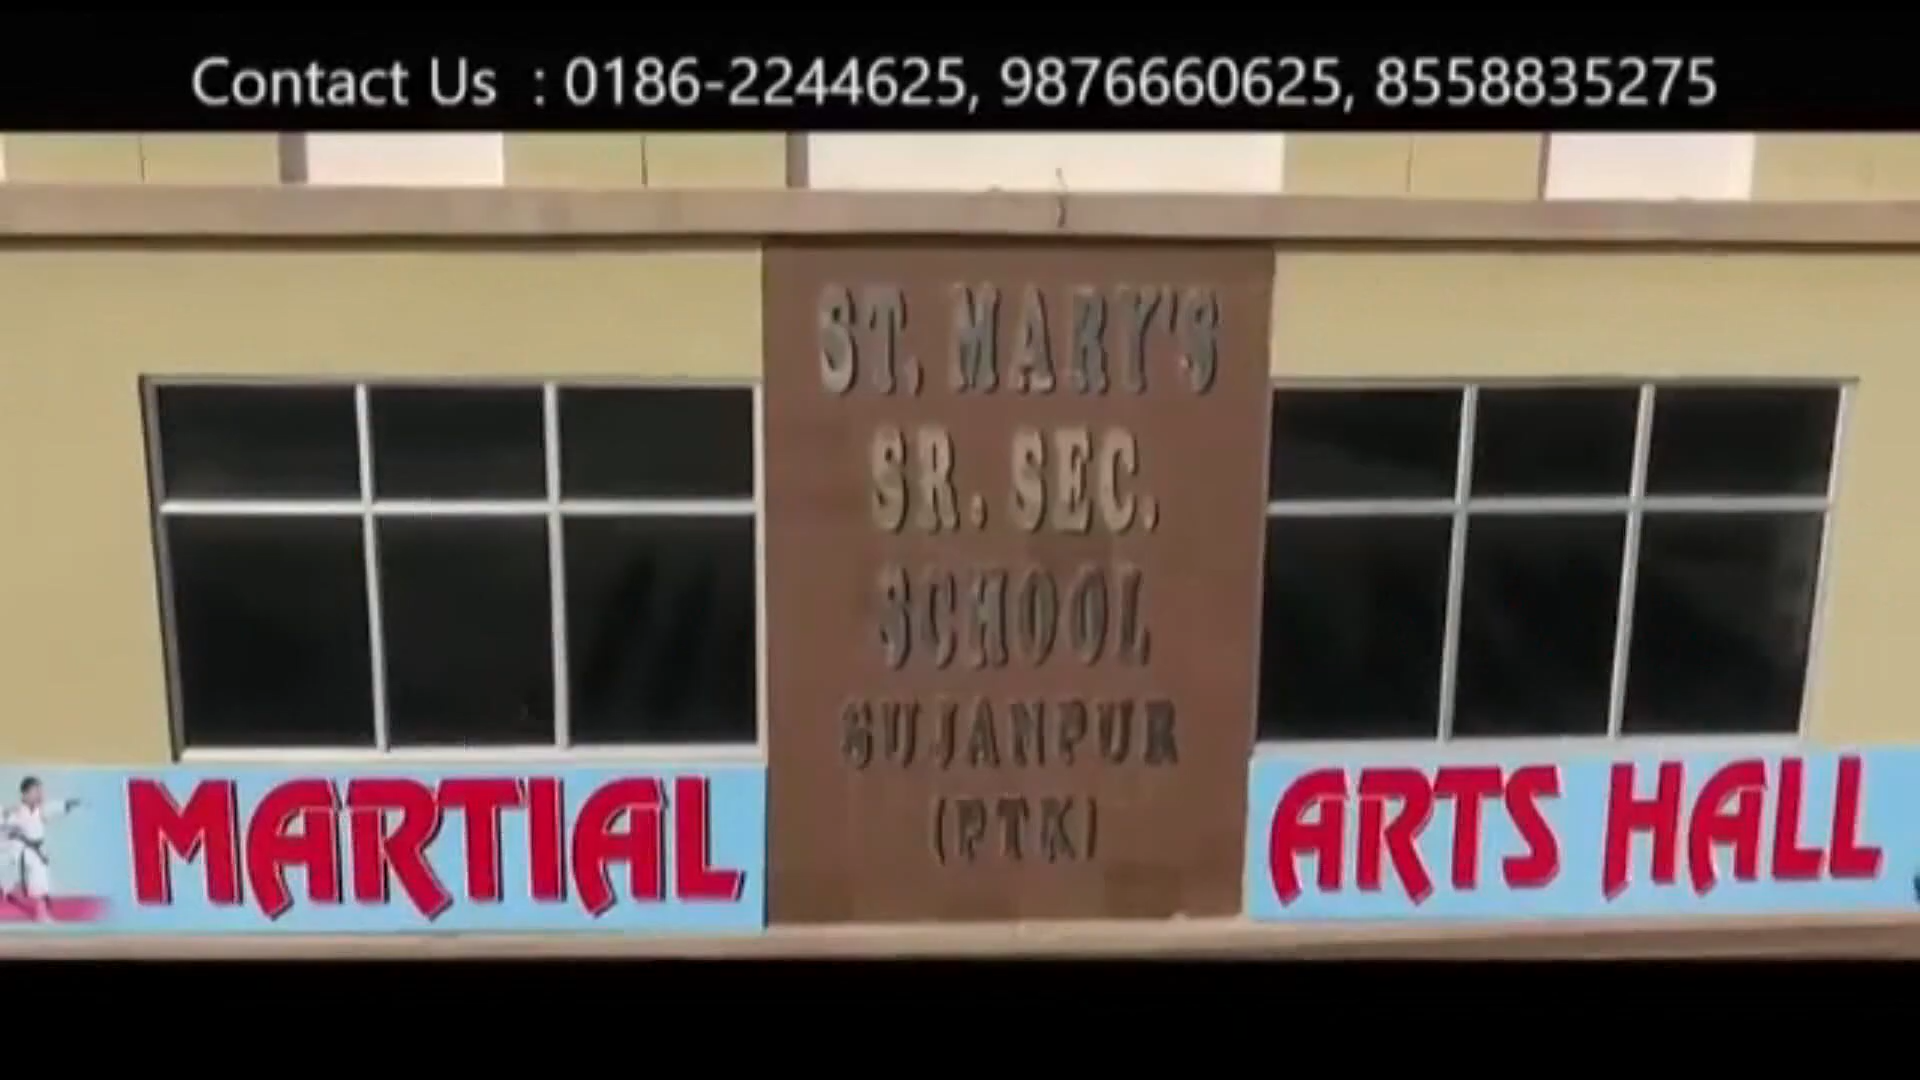 Contact Us : 0186-2244625, 9876660625, 8558835275
ST. MARY'S
SR. SEC.
SCHOOL
SUJANPUR
(PTK)
MARTIAL ARTS HALL